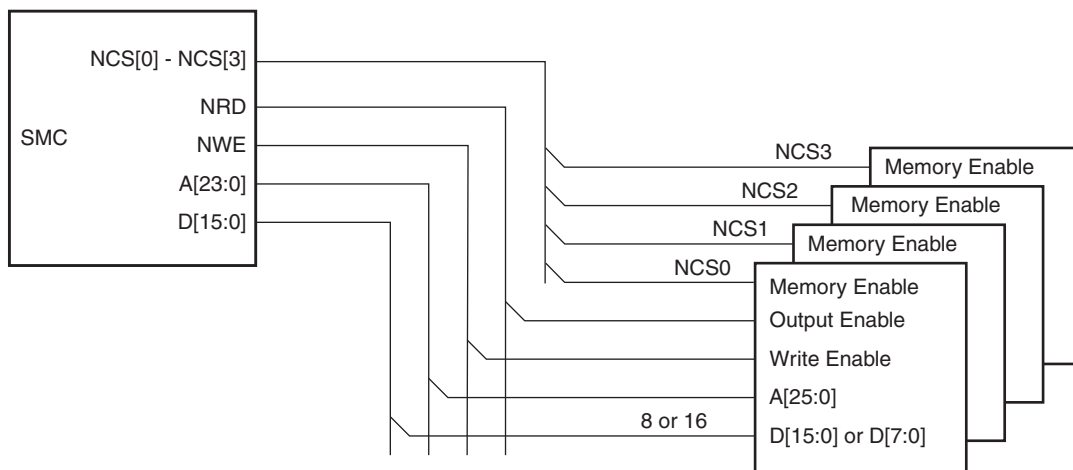 NCS[0] - NCS[3]
NRD
SMC
NWE
A[23:0]
D[15:0]
NCS3
Memory Enable
NCS2
Memory Enable
NCS1
Memory Enable
NCS0
Memory Enable
Output Enable
Write Enable
A[25:0]
8 or 16
D[15:0] or D[7:0]